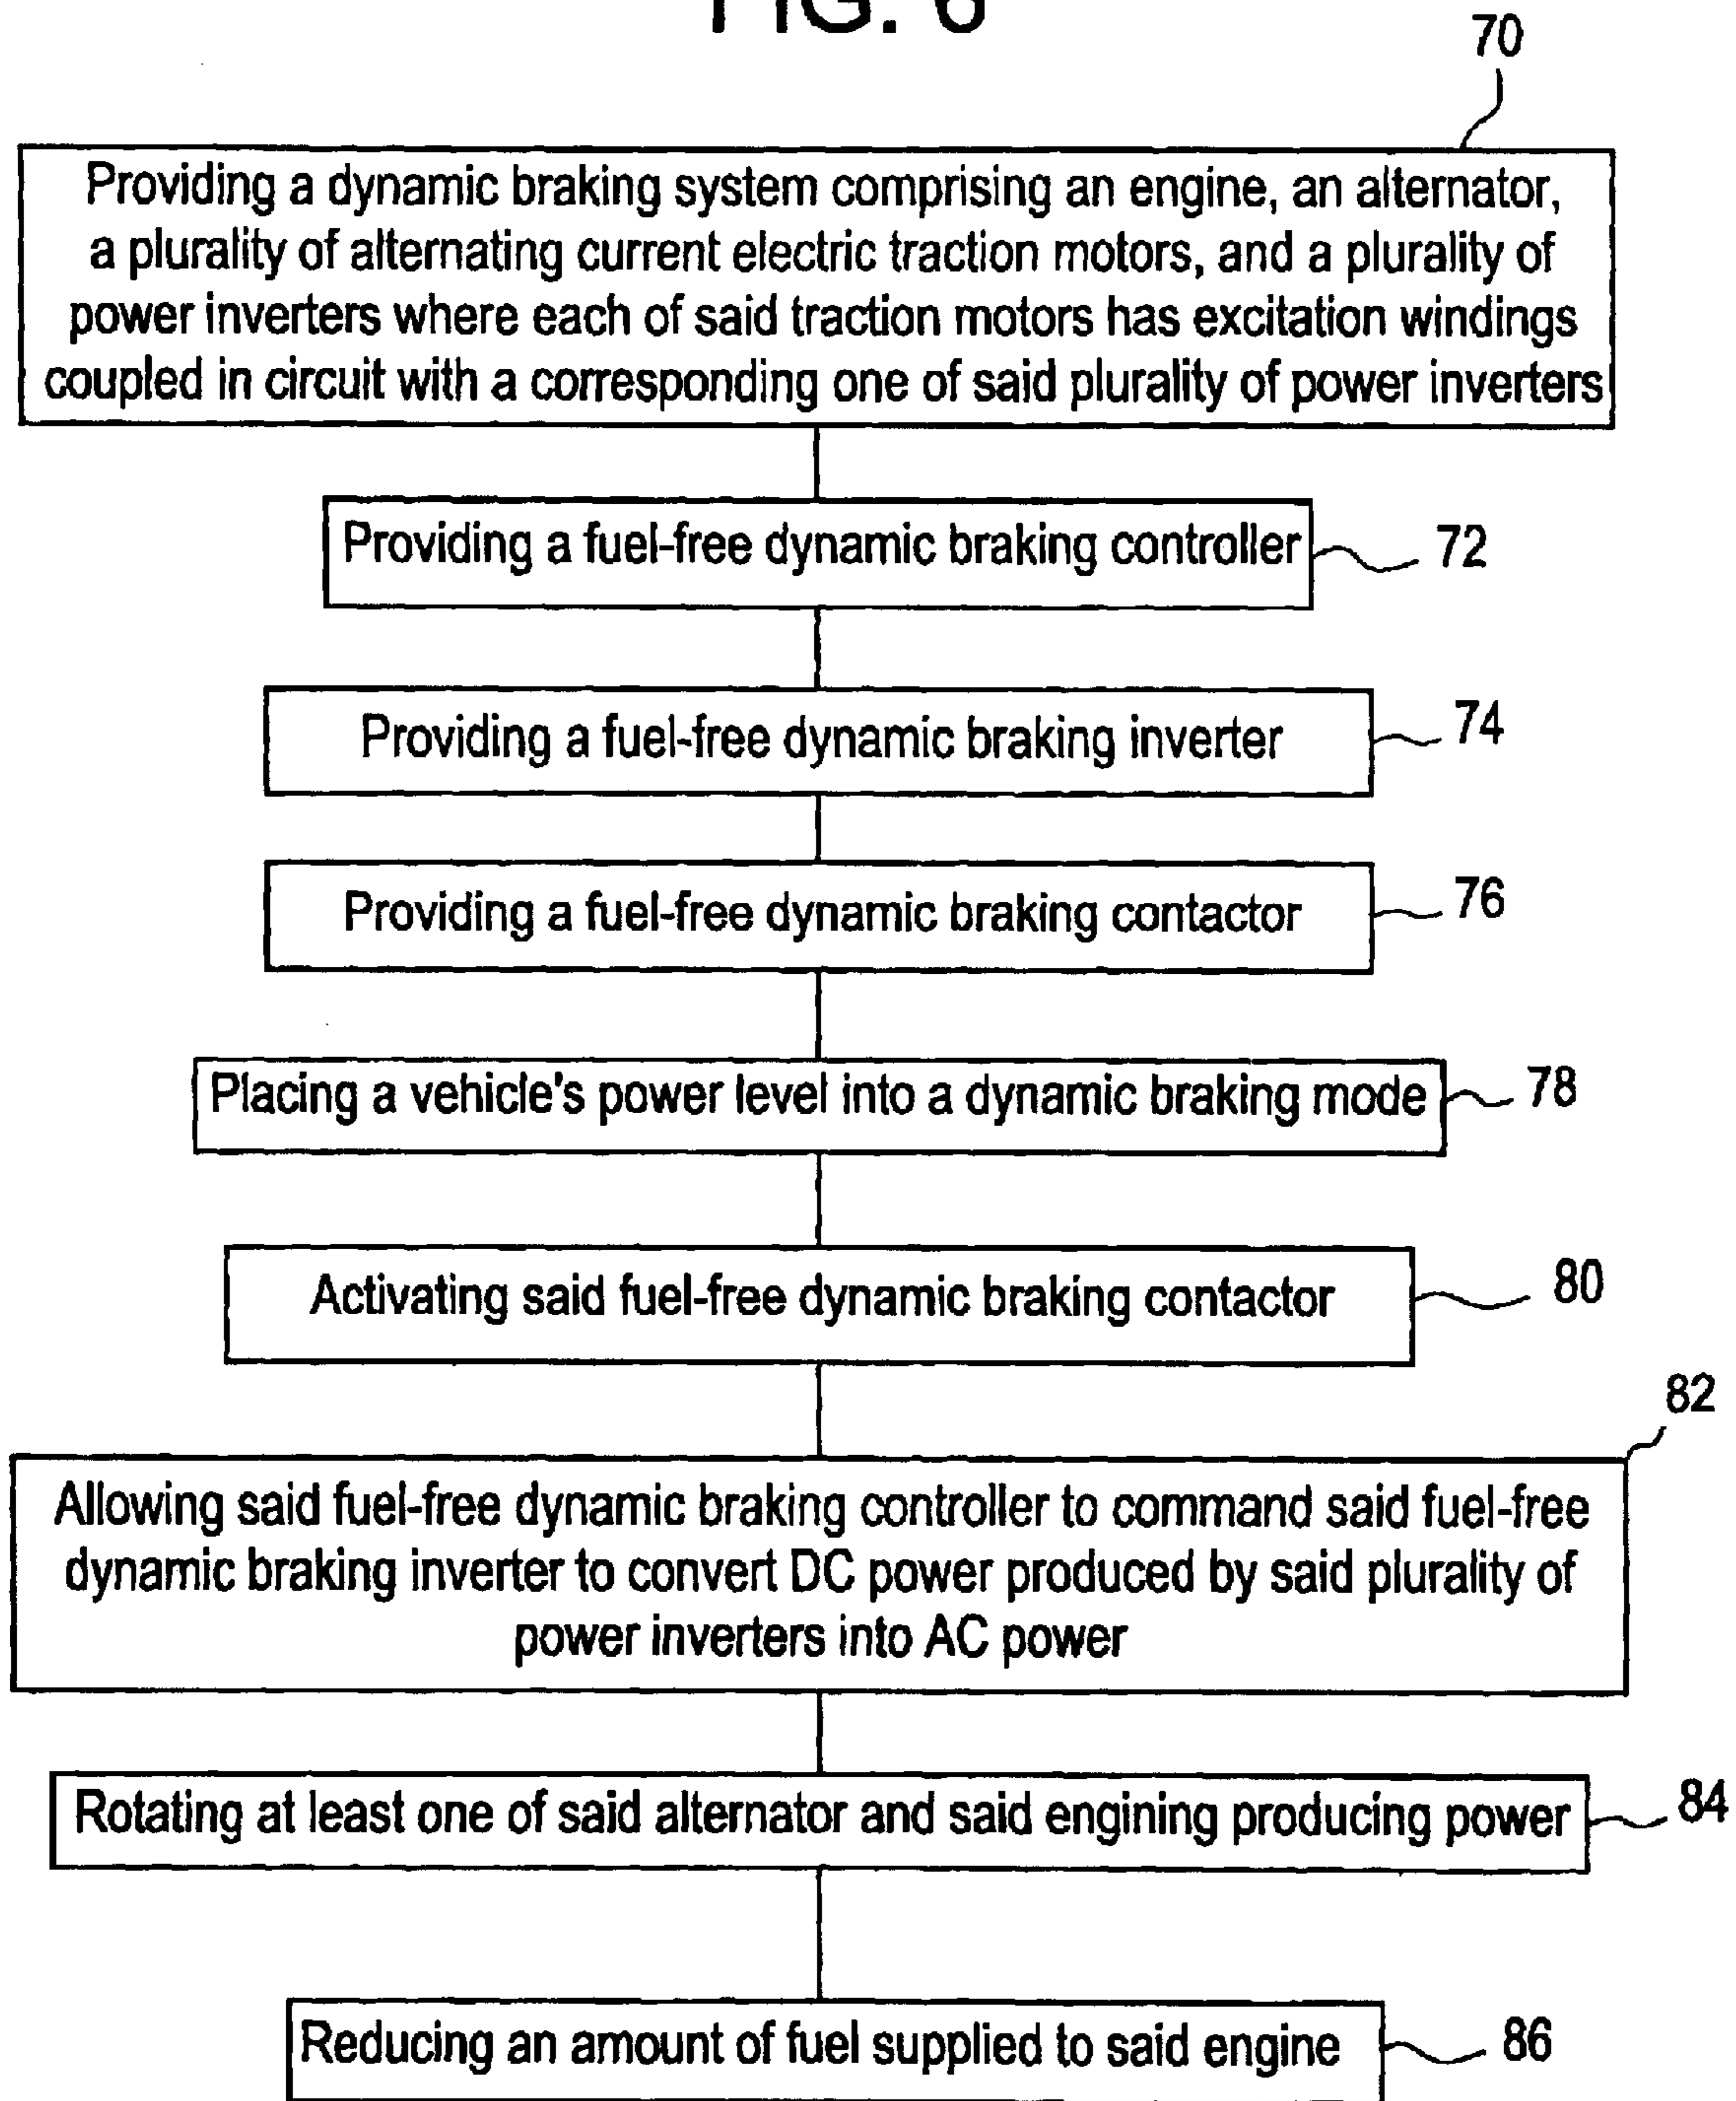 FIG. 6
70
Providing a dynamic braking system comprising an engine, an alternator,
a plurality of alternating current electric traction motors, and a plurality of
power inverters where each of said traction motors has excitation windings
coupled in circuit with a corresponding one of said plurality of power inverters
Providing a fuel-free dynamic braking controller
72
Providing a fuel-free dynamic braking inverter
74
Providing a fuel-free dynamic braking contactor
76
Placing a vehicle's power level into a dynamic braking mode
78
Activating said fuel-free dynamic braking contactor
80
82
Allowing said fuel-free dynamic braking controller to command said fuel-free
dynamic braking inverter to convert DC power produced by said plurality of
power inverters into AC power
Rotating at least one of said alternator and said engining producing power
84
Reducing an amount of fuel supplied to said engine
86